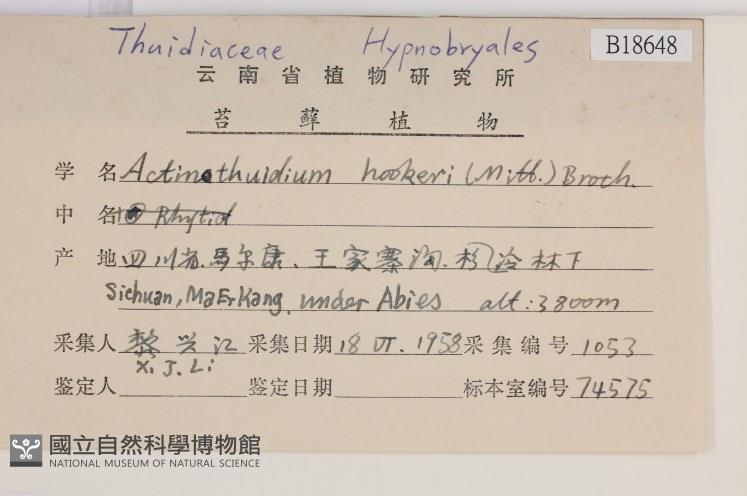 Thuidiaceae Hypnobryales B18648
云南省植物研究所
苔藓植物
学名 Actinothuidium hookeri (Mitt.) Broth.
中名 Rhytid
产地 四川省、马尔康、王家寨沟、枫冷林下
Sichuan, MaErKang, under Abies alt: 3800m
采集人 黎兴江 采集日期 18 VI. 1958 采集编号 1053
X. J. Li
鉴定人 鉴定日期 标本室编号 74575
國立自然科學博物館
NATIONAL MUSEUM OF NATURAL SCIENCE